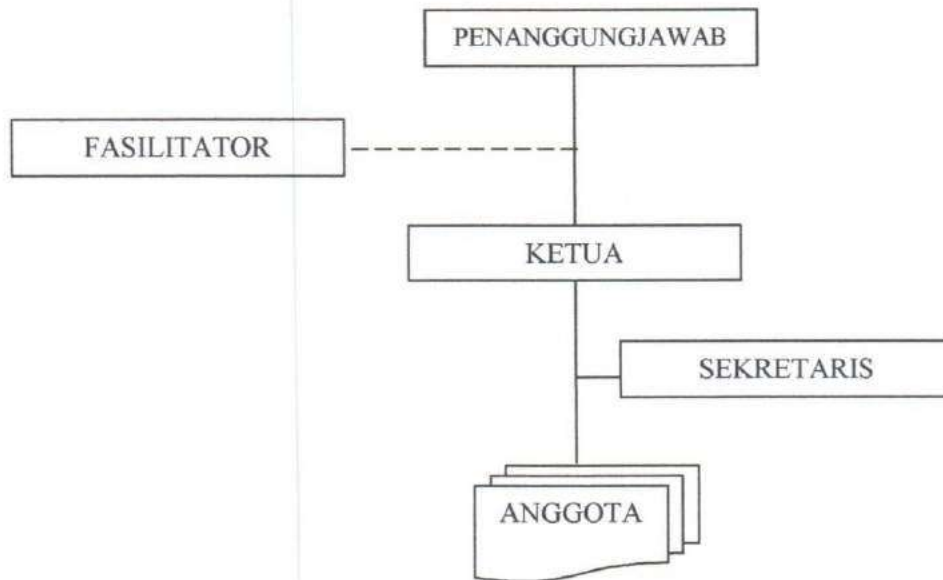 PENANGGUNGJAWAB
FASILITATOR
KETUA
SEKRETARIS
ANGGOTA